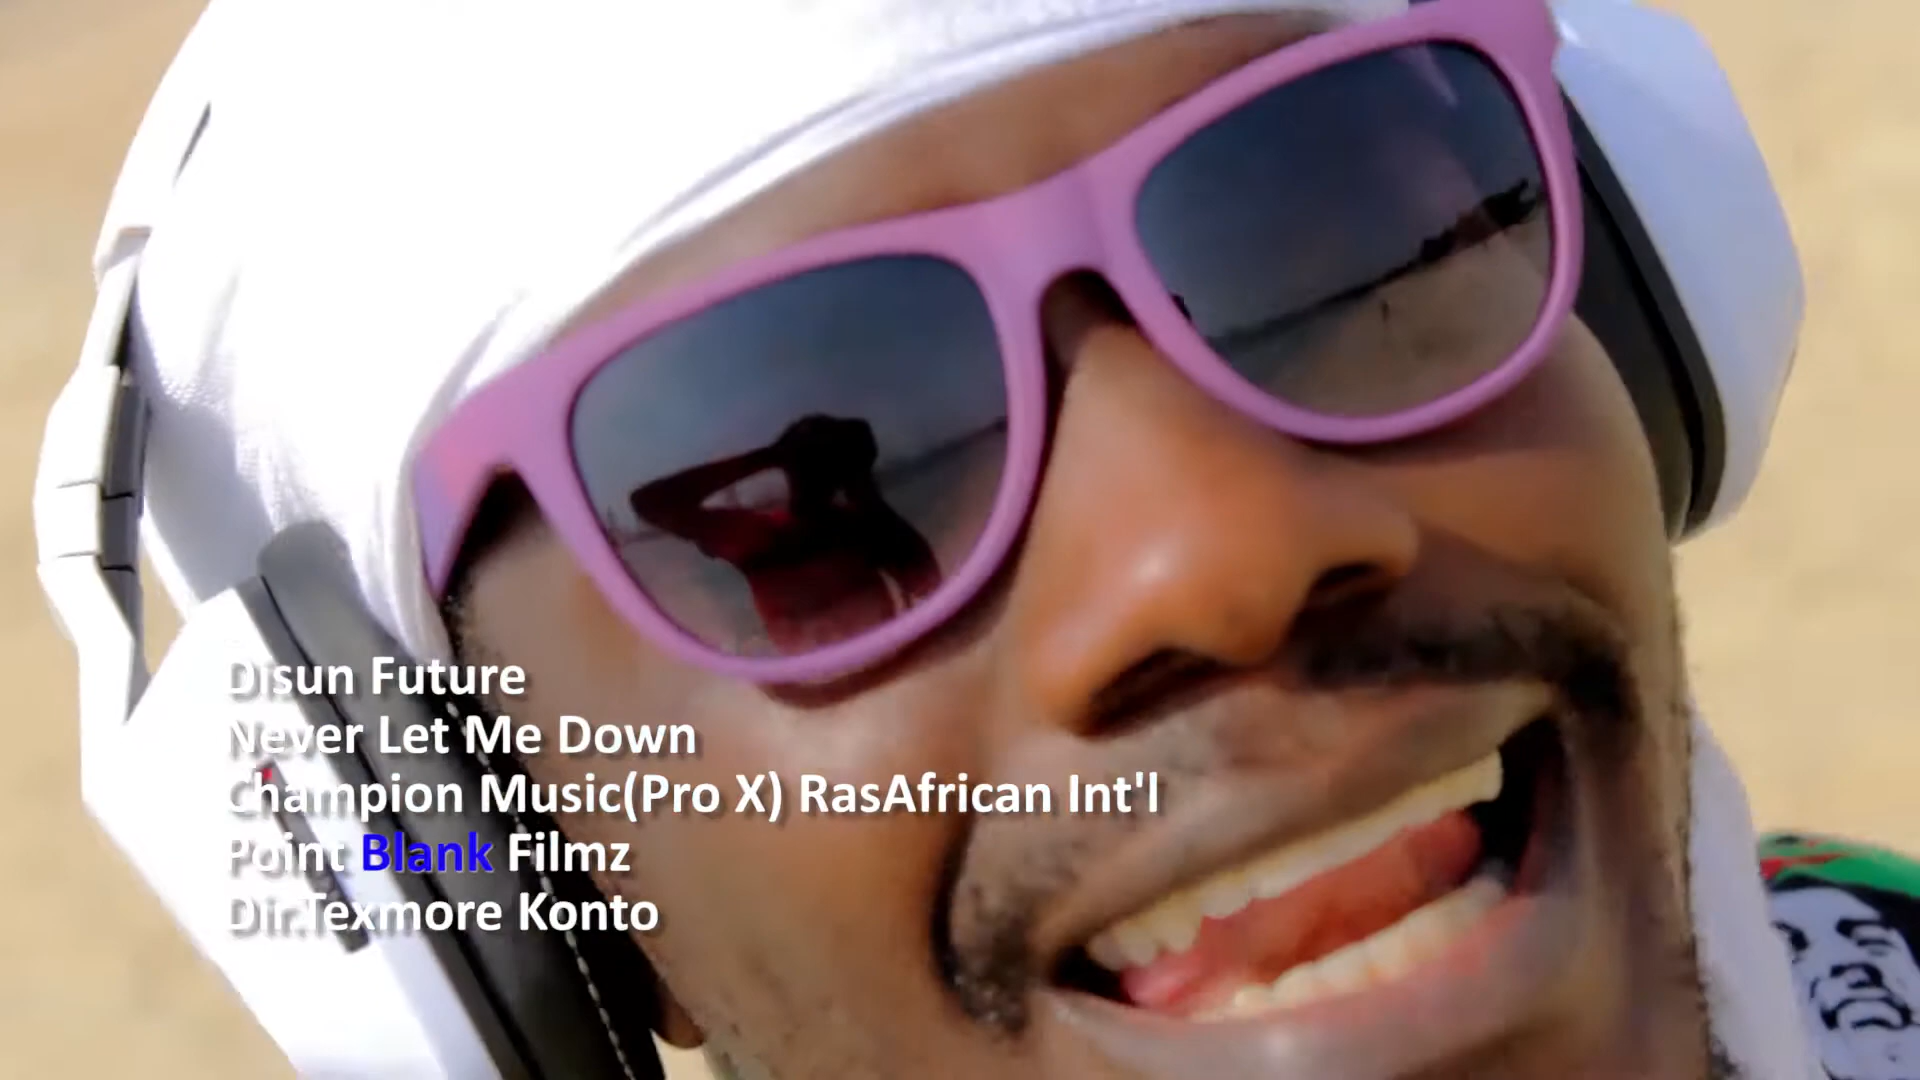 Disun Future
Never Let Me Down
Champion Music(Pro X) RasAfrican Int'l
Point Blank Filmz
Dir.Texmore Konto